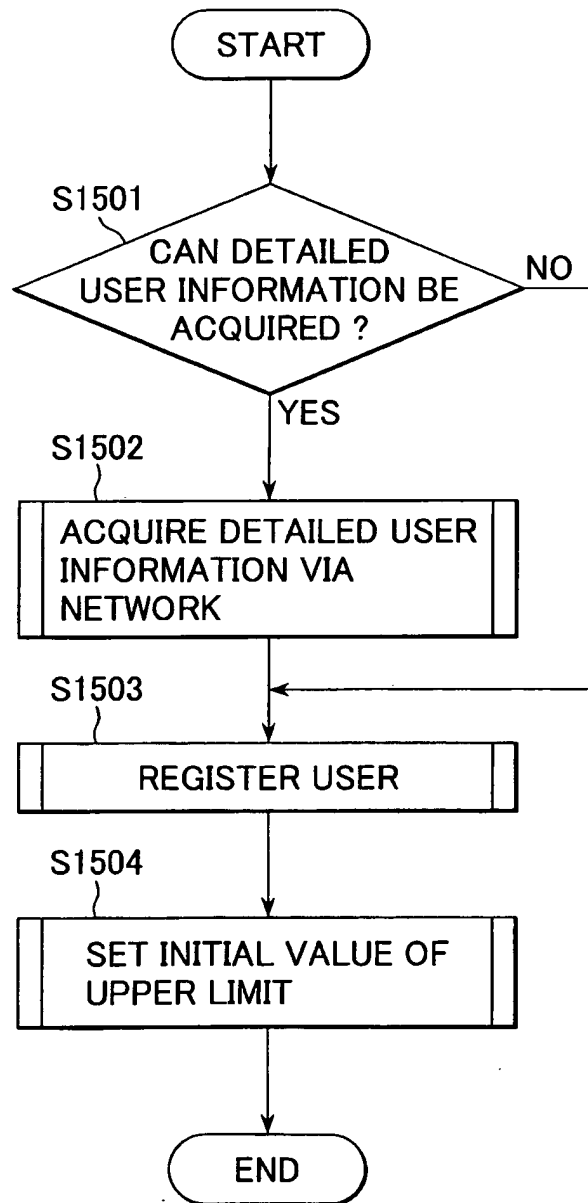 START
S1501
CAN DETAILED
USER INFORMATION BE
ACQUIRED ?
NO
YES
S1502
ACQUIRE DETAILED USER
INFORMATION VIA
NETWORK
S1503
REGISTER USER
S1504
SET INITIAL VALUE OF
UPPER LIMIT
END